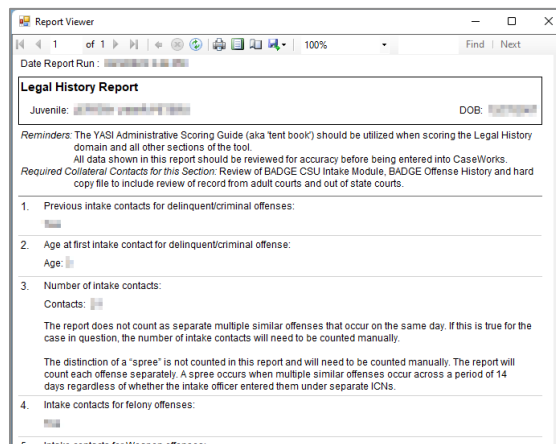 Report Viewer
1 of 1 100% Find | Next
Date Report Run :
Legal History Report
Juvenile: DOB:
Reminders: The YASI Administrative Scoring Guide (aka 'tent book') should be utilized when scoring the Legal History
domain and all other sections of the tool.
All data shown in this report should be reviewed for accuracy before being entered into CaseWorks.
Required Collateral Contacts for this Section: Review of BADGE CSU Intake Module, BADGE Offense History and hard
copy file to include review of record from adult courts and out of state courts.
1. Previous intake contacts for delinquent/criminal offenses:
2. Age at first intake contact for delinquent/criminal offense:
Age:
3. Number of intake contacts:
Contacts:
The report does not count as separate multiple similar offenses that occur on the same day. If this is true for the
case in question, the number of intake contacts will need to be counted manually.
The distinction of a "spree" is not counted in this report and will need to be counted manually. The report will
count each offense separately. A spree occurs when multiple similar offenses occur across a period of 14
days regardless of whether the intake officer entered them under separate ICNs.
4. Intake contacts for felony offenses:
5. Intake contacts for Weapon offenses: